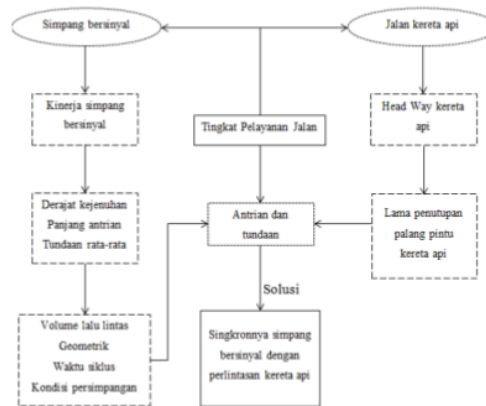 Simpang bersinyal
Jalan kereta api
Kinerja simpang
bersinyal
Tingkat Pelayanan Jalan
Head Way kereta
api
Derajat kejenuhan
Panjang antrian
Tundaan rata-rata
Antrian dan
tundaan
Lama penutupan
palang pintu
kereta api
Solusi
Volume lalu lintas
Geometrik
Waktu siklus
Kondisi persimpangan
Singkronnya simpang
bersinyal dengan
perlintasan kereta api